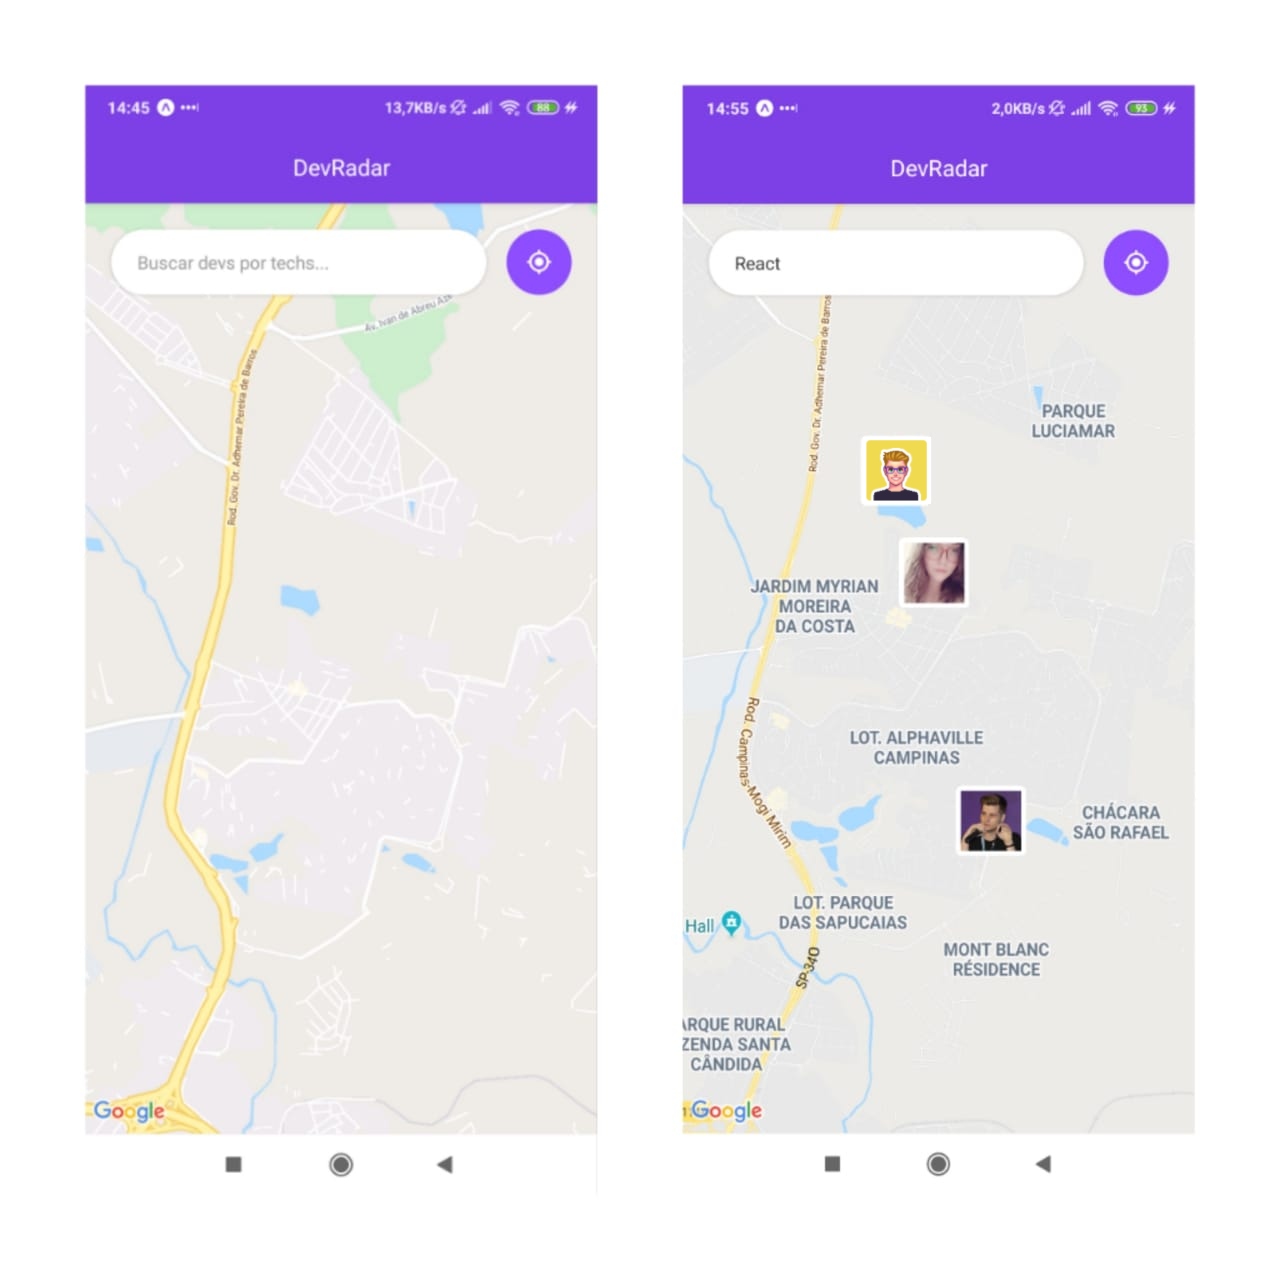 14:45
13,7KB/s
88
DevRadar
Buscar devs por techs...
Av. Ivan de Abreu Aze
Rod. Gov. Dr. Adhemar Pereira de Barros
Google
14:55
2,0KB/s
93
DevRadar
React
Rod. Gov. Dr. Adhemar Pereira de Barros
PARQUE
LUCIAMAR
JARDIM MYRIAN
MOREIRA
DA COSTA
Rod. Campinas-Mogi Mirim
LOT. ALPHAVILLE
CAMPINAS
CHÁCARA
SÃO RAFAEL
LOT. PARQUE
DAS SAPUCAIAS
Hall
MONT BLANC
RÉSIDENCE
SP-340
ARQUE RURAL
ZENDA SANTA
CÂNDIDA
Google